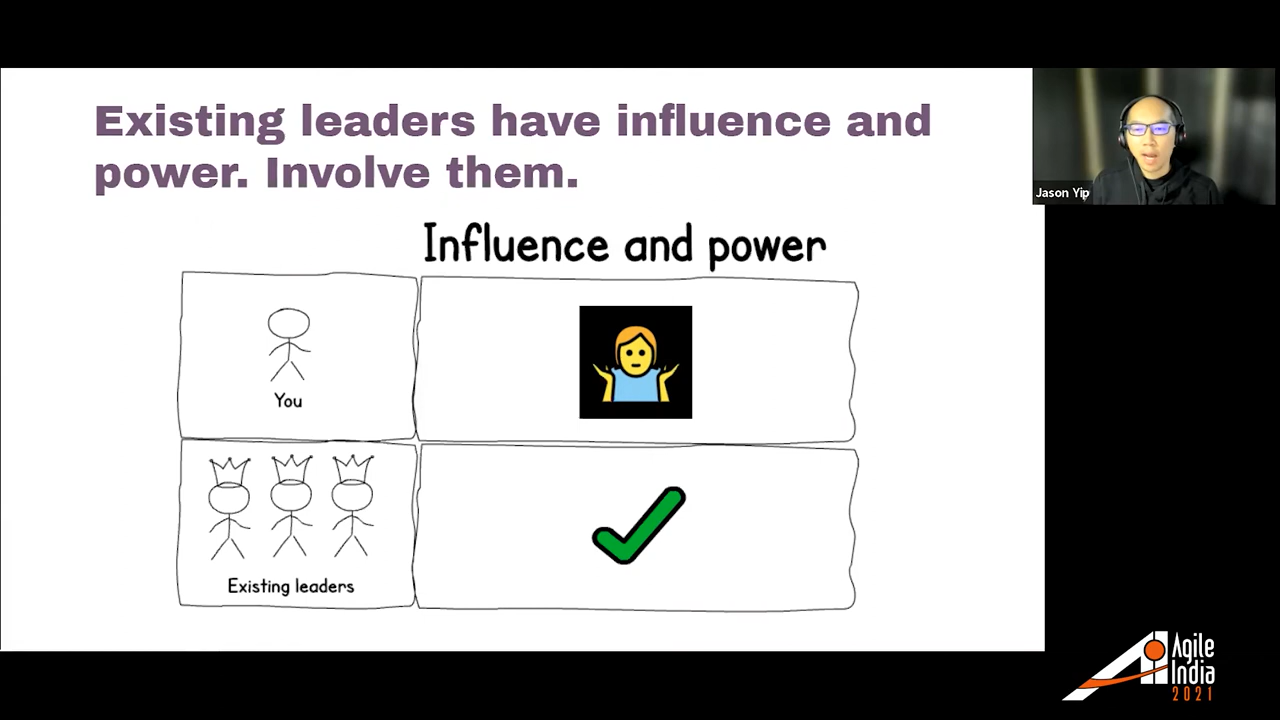 Existing leaders have influence and
power. Involve them.
Influence and power
You
Existing leaders
Jason Yip
Agile
India
2021